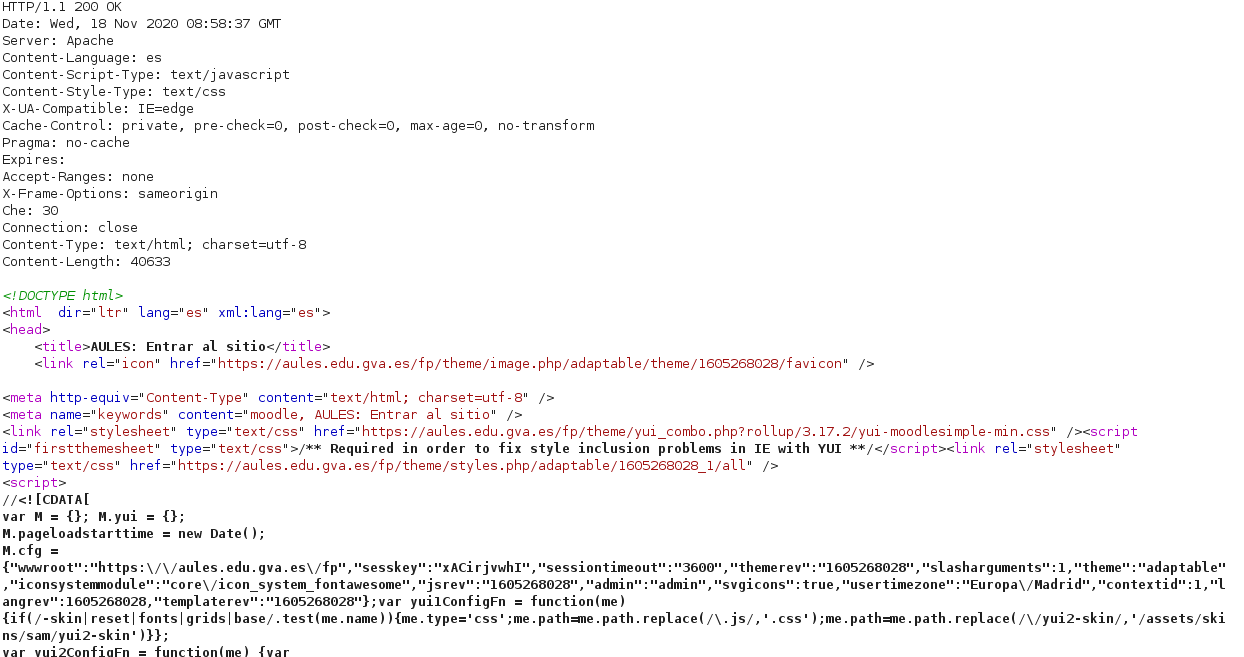 HTTP/1.1 200 OK
Date: Wed, 18 Nov 2020 08:58:37 GMT
Server: Apache
Content-Language: es
Content-Script-Type: text/javascript
Content-Style-Type: text/css
X-UA-Compatible: IE=edge
Cache-Control: private, pre-check=0, post-check=0, max-age=0, no-transform
Pragma: no-cache
Expires:
Accept-Ranges: none
X-Frame-Options: sameorigin
Che: 30
Connection: close
Content-Type: text/html; charset=utf-8
Content-Length: 40633

<!DOCTYPE html>
<html  dir="ltr" lang="es" xml:lang="es">
<head>
    <title>AULES: Entrar al sitio</title>
    <link rel="icon" href="https://aules.edu.gva.es/fp/theme/image.php/adaptable/theme/1605268028/favicon" />

<meta http-equiv="Content-Type" content="text/html; charset=utf-8" />
<meta name="keywords" content="moodle, AULES: Entrar al sitio" />
<link rel="stylesheet" type="text/css" href="https://aules.edu.gva.es/fp/theme/yui_combo.php?rollup/3.17.2/yui-moodlesimple-min.css" /><script
id="firstthemesheet" type="text/css">/** Required in order to fix style inclusion problems in IE with YUI **/</script><link rel="stylesheet"
type="text/css" href="https://aules.edu.gva.es/fp/theme/styles.php/adaptable/1605268028_1/all" />
<script>
//<![CDATA[
var M = {}; M.yui = {};
M.pageloadstarttime = new Date();
M.cfg =
{"wwwroot":"https:\/\/aules.edu.gva.es\/fp","sesskey":"xACirjvwhI","sessiontimeout":"3600","themerev":"1605268028","slasharguments":1,"theme":"adaptable"
,"iconsystemmodule":"core\/icon_system_fontawesome","jsrev":"1605268028","admin":"admin","svgicons":true,"usertimezone":"Europa\/Madrid","contextid":1,"l
angrev":1605268028,"templaterev":"1605268028"};var yui1ConfigFn = function(me)
{if(/-skin|reset|fonts|grids|base/.test(me.name)){me.type='css';me.path=me.path.replace(/\.js/,'.css');me.path=me.path.replace(/\/yui2-skin/,'/assets/ski
ns/sam/yui2-skin')}};
var yui2ConfigFn = function(me) {var